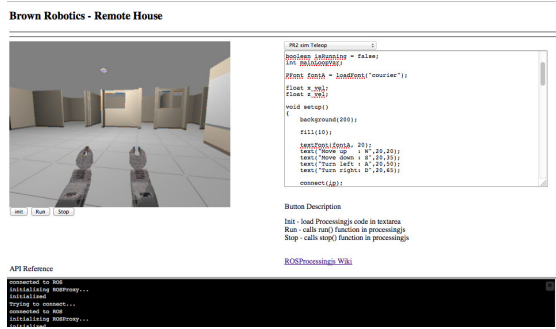 Brown Robotics - Remote House
PR2 sim Teleop
boolean isRunning = false;
int mainLoopVar;
PFont fontA = loadFont("courier");
float x_vel;
float z_vel;
void setup()
{
background(200);
fill(10);
textFont(fontA, 20);
text("Move up : W",20,20);
text("Move down : S",20,35);
text("Turn left : A",20,50);
text("Turn right: D",20,65);
connect(ip);
init Run Stop
Button Description
Init - load Processingjs code in textarea
Run - calls run() function in processingjs
Stop - calls stop() function in processingjs
ROSProcessingjs Wiki
API Reference
connected to ROS
initializing ROSProxy...
initialized
Trying to connect...
connected to ROS
initializing ROSProxy...
initialized